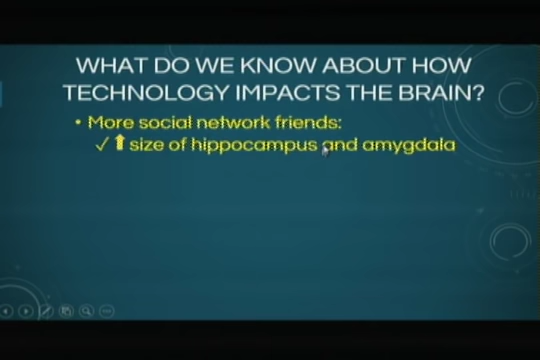 WHAT DO WE KNOW ABOUT HOW
TECHNOLOGY IMPACTS THE BRAIN?
• More social network friends:
✓ ⬆ size of hippocampus and amygdala